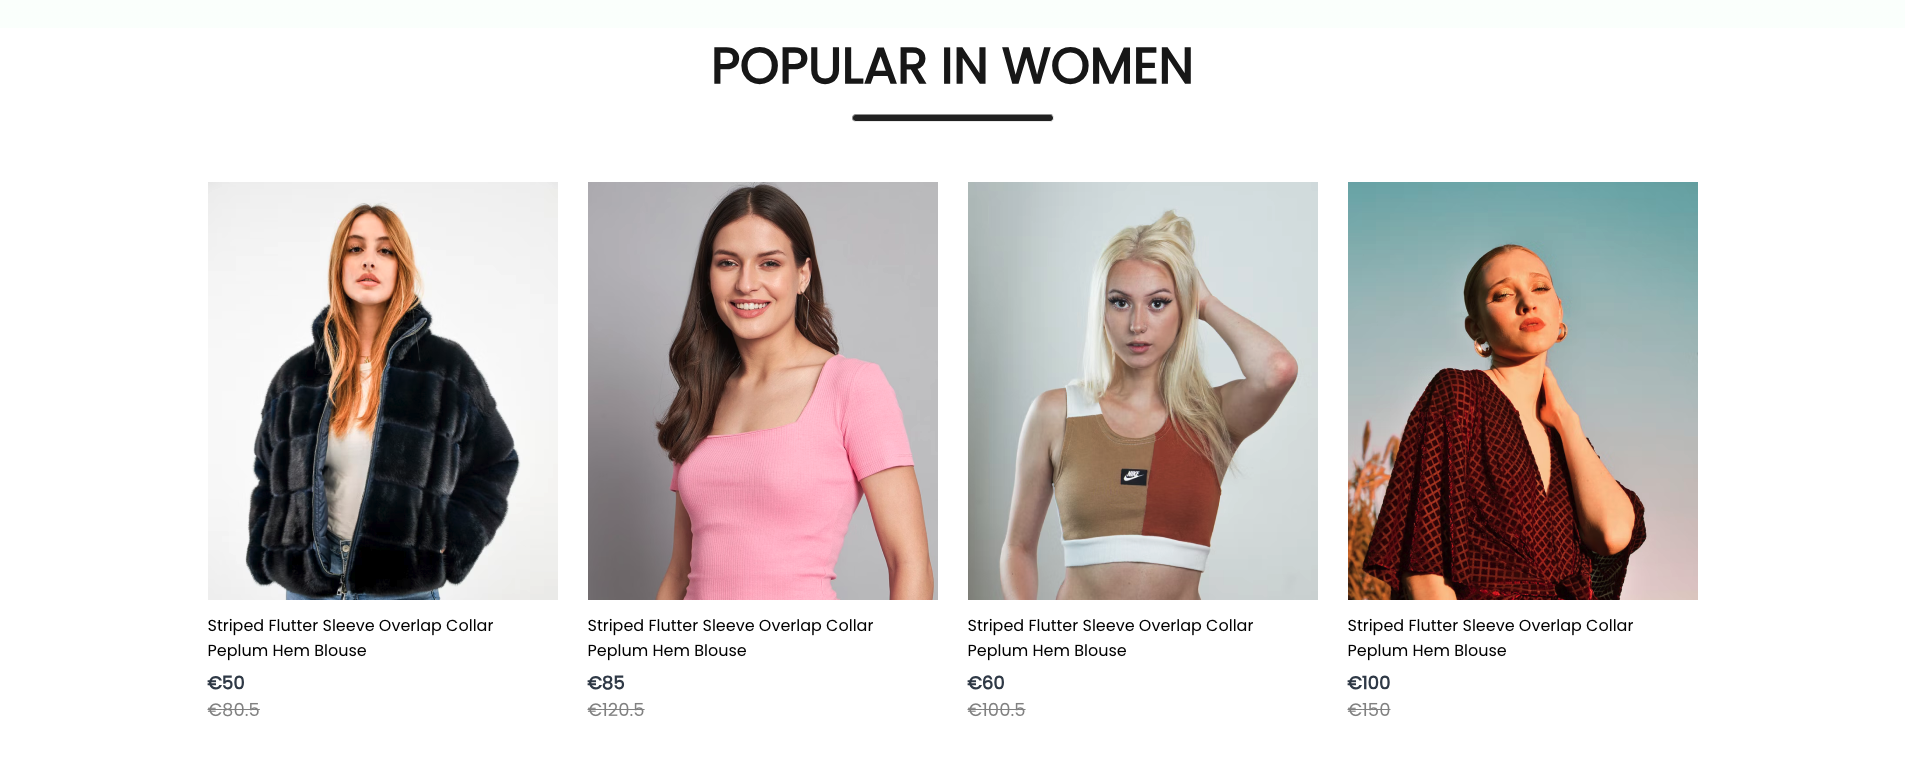 POPULAR IN WOMEN
NIKE
Striped Flutter Sleeve Overlap Collar
Peplum Hem Blouse
€50
€80.5
Striped Flutter Sleeve Overlap Collar
Peplum Hem Blouse
€85
€120.5
Striped Flutter Sleeve Overlap Collar
Peplum Hem Blouse
€60
€100.5
Striped Flutter Sleeve Overlap Collar
Peplum Hem Blouse
€100
€150